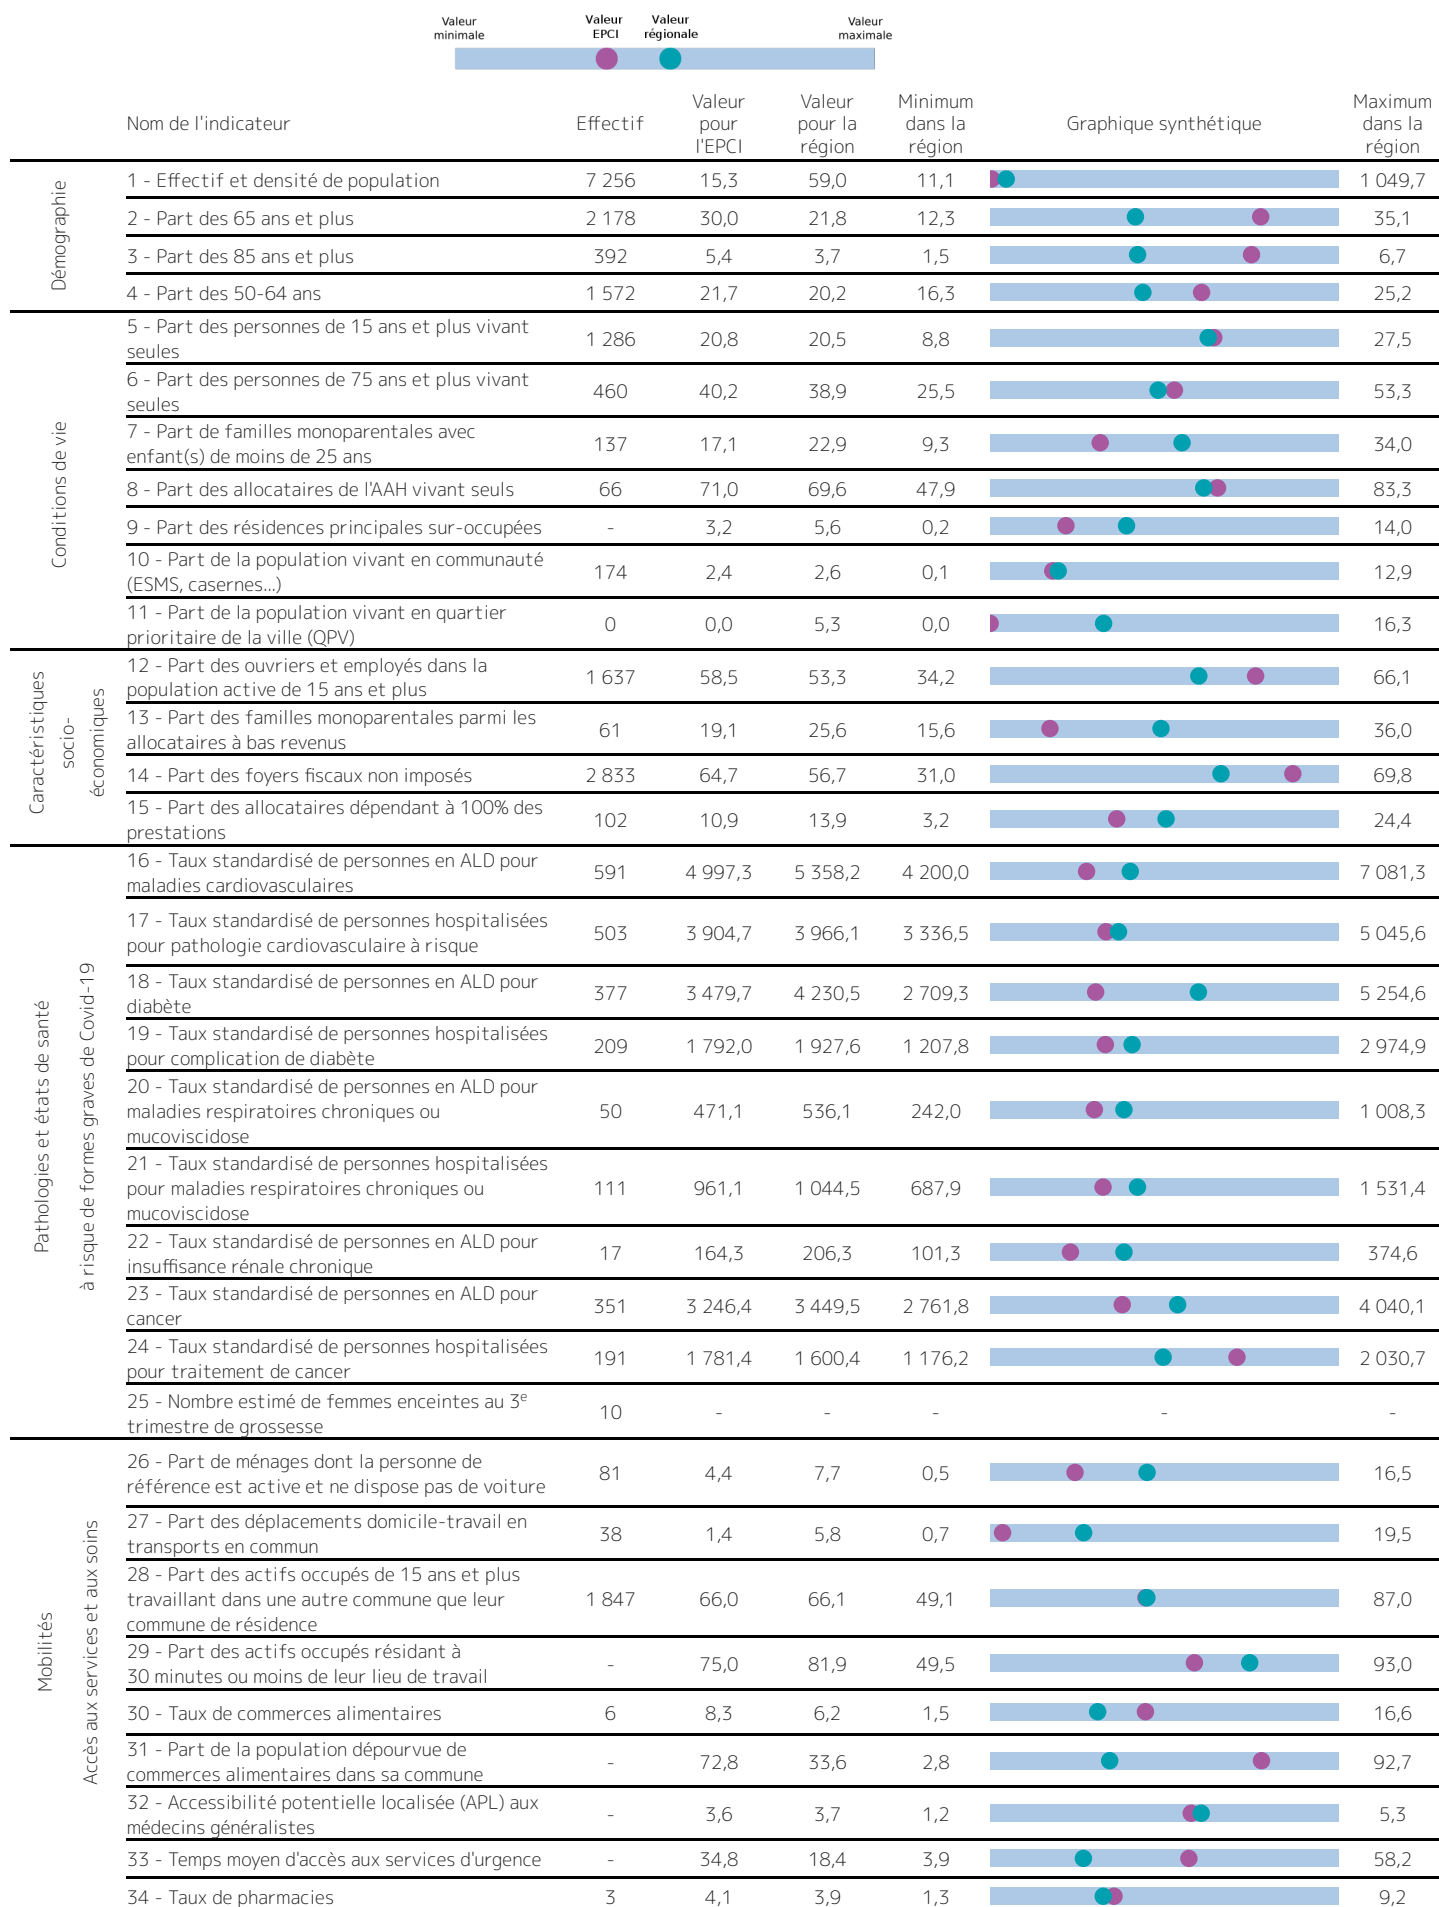 Valeur minimale
Valeur EPCI
Valeur régionale
Valeur maximale
Nom de l'indicateur
Effectif
Valeur pour l'EPCI
Valeur pour la région
Minimum dans la région
Graphique synthétique
Maximum dans la région
Démographie
1 - Effectif et densité de population 7 256 15,3 59,0 11,1 1 049,7
2 - Part des 65 ans et plus 2 178 30,0 21,8 12,3 35,1
3 - Part des 85 ans et plus 392 5,4 3,7 1,5 6,7
4 - Part des 50-64 ans 1 572 21,7 20,2 16,3 25,2
Conditions de vie
5 - Part des personnes de 15 ans et plus vivant
seules 1 286 20,8 20,5 8,8 27,5
6 - Part des personnes de 75 ans et plus vivant
seules 460 40,2 38,9 25,5 53,3
7 - Part de familles monoparentales avec
enfant(s) de moins de 25 ans 137 17,1 22,9 9,3 34,0
8 - Part des allocataires de l'AAH vivant seuls 66 71,0 69,6 47,9 83,3
9 - Part des résidences principales sur-occupées - 3,2 5,6 0,2 14,0
10 - Part de la population vivant en communauté
(ESMS, casernes...) 174 2,4 2,6 0,1 12,9
11 - Part de la population vivant en quartier
prioritaire de la ville (QPV) 0 0,0 5,3 0,0 16,3
Caractéristiques
socio-
économiques
12 - Part des ouvriers et employés dans la
population active de 15 ans et plus 1 637 58,5 53,3 34,2 66,1
13 - Part des familles monoparentales parmi les
allocataires à bas revenus 61 19,1 25,6 15,6 36,0
14 - Part des foyers fiscaux non imposés 2 833 64,7 56,7 31,0 69,8
15 - Part des allocataires dépendant à 100% des
prestations 102 10,9 13,9 3,2 24,4
Pathologies et états de santé
à risque de formes graves de Covid-19
16 - Taux standardisé de personnes en ALD pour
maladies cardiovasculaires 591 4 997,3 5 358,2 4 200,0 7 081,3
17 - Taux standardisé de personnes hospitalisées
pour pathologie cardiovasculaire à risque 503 3 904,7 3 966,1 3 336,5 5 045,6
18 - Taux standardisé de personnes en ALD pour
diabète 377 3 479,7 4 230,5 2 709,3 5 254,6
19 - Taux standardisé de personnes hospitalisées
pour complication de diabète 209 1 792,0 1 927,6 1 207,8 2 974,9
20 - Taux standardisé de personnes en ALD pour
maladies respiratoires chroniques ou 50 471,1 536,1 242,0 1 008,3
mucoviscidose
21 - Taux standardisé de personnes hospitalisées
pour maladies respiratoires chroniques ou 111 961,1 1 044,5 687,9 1 531,4
mucoviscidose
22 - Taux standardisé de personnes en ALD pour
insuffisance rénale chronique 17 164,3 206,3 101,3 374,6
23 - Taux standardisé de personnes en ALD pour
cancer 351 3 246,4 3 449,5 2 761,8 4 040,1
24 - Taux standardisé de personnes hospitalisées
pour traitement de cancer 191 1 781,4 1 600,4 1 176,2 2 030,7
25 - Nombre estimé de femmes enceintes au 3e
trimestre de grossesse 10 - - - - -
Mobilités
Accès aux services et aux soins
26 - Part de ménages dont la personne de
référence est active et ne dispose pas de voiture 81 4,4 7,7 0,5 16,5
27 - Part des déplacements domicile-travail en
transports en commun 38 1,4 5,8 0,7 19,5
28 - Part des actifs occupés de 15 ans et plus
travaillant dans une autre commune que leur 1 847 66,0 66,1 49,1 87,0
commune de résidence
29 - Part des actifs occupés résidant à
30 minutes ou moins de leur lieu de travail - 75,0 81,9 49,5 93,0
30 - Taux de commerces alimentaires 6 8,3 6,2 1,5 16,6
31 - Part de la population dépourvue de
commerces alimentaires dans sa commune - 72,8 33,6 2,8 92,7
32 - Accessibilité potentielle localisée (APL) aux
médecins généralistes - 3,6 3,7 1,2 5,3
33 - Temps moyen d'accès aux services d'urgence - 34,8 18,4 3,9 58,2
34 - Taux de pharmacies 3 4,1 3,9 1,3 9,2